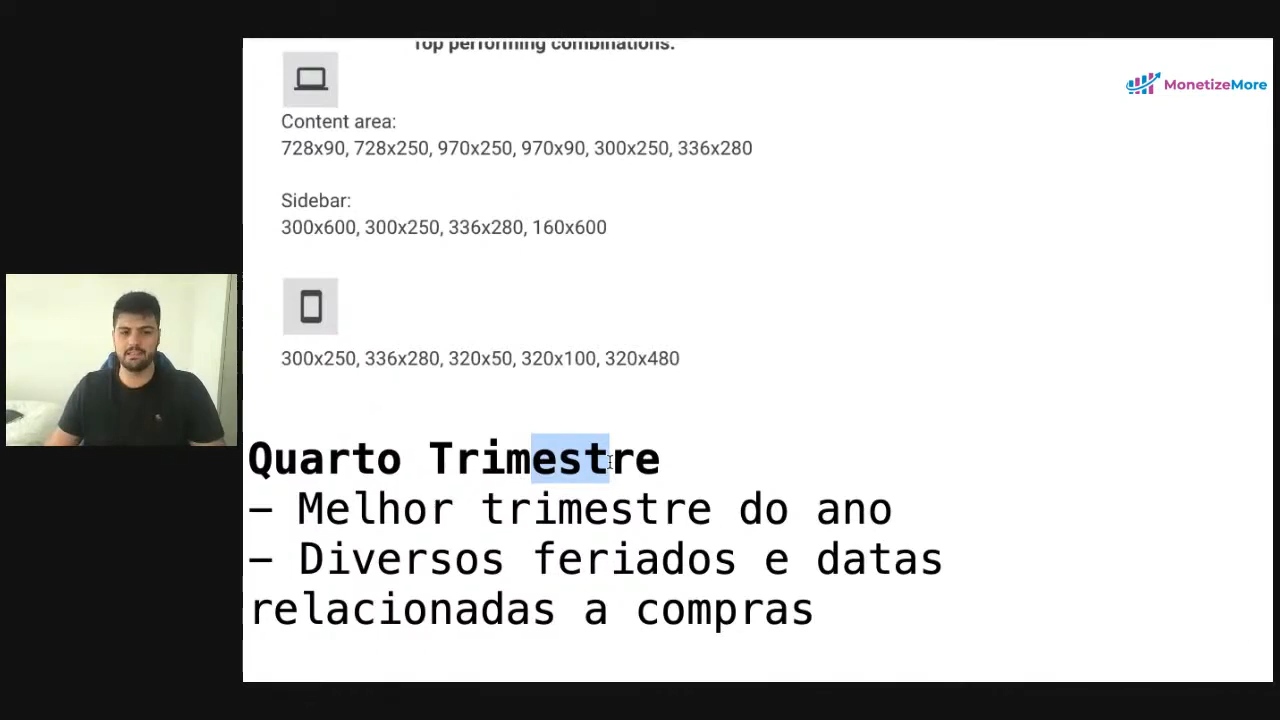 Top performing combinations:
MonetizeMore
Content area:
728x90, 728x250, 970x250, 970x90, 300x250, 336x280
Sidebar:
300x600, 300x250, 336x280, 160x600
300x250, 336x280, 320x50, 320x100, 320x480
Quarto Trimestre
– Melhor trimestre do ano
– Diversos feriados e datas
relacionadas a compras